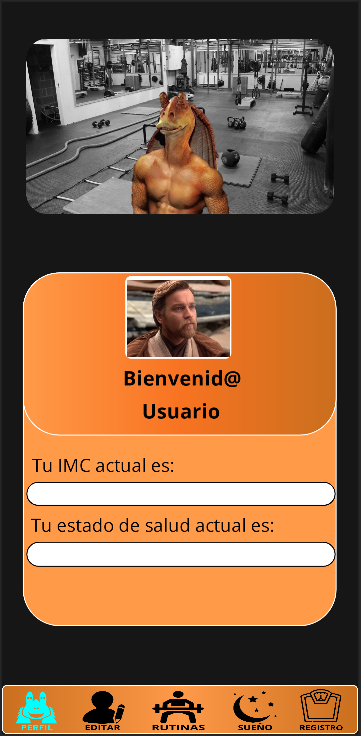 Bienvenid@
Usuario
Tu IMC actual es:
Tu estado de salud actual es:
PERFIL
EDITAR
RUTINAS
SUEÑO
REGISTRO